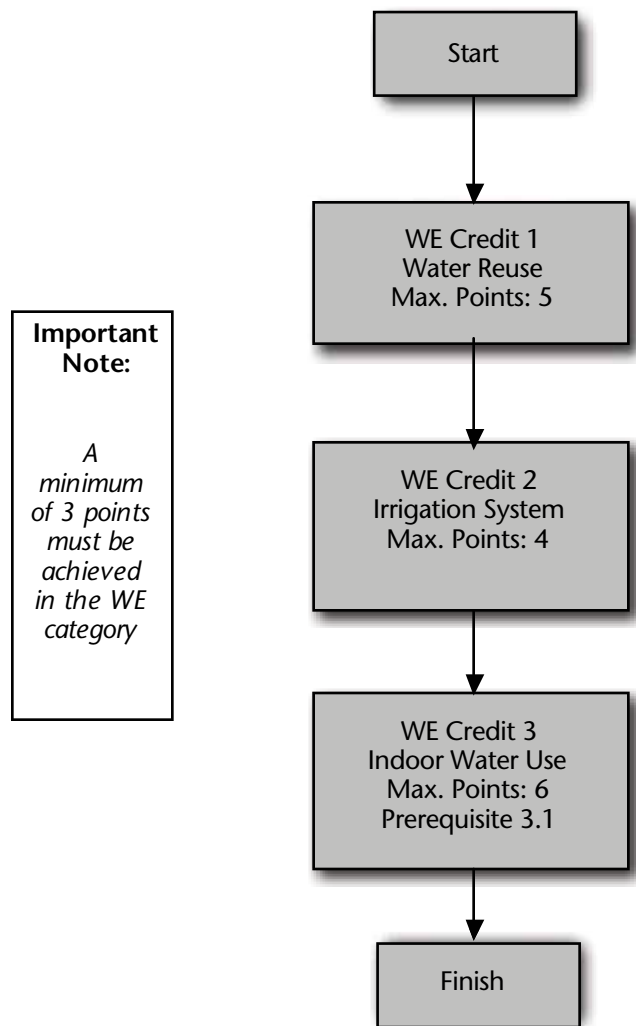 Start
WE Credit 1
Water Reuse
Max. Points: 5
Important
Note:
A
minimum
of 3 points
must be
achieved
in the WE
category
WE Credit 2
Irrigation System
Max. Points: 4
WE Credit 3
Indoor Water Use
Max. Points: 6
Prerequisite 3.1
Finish